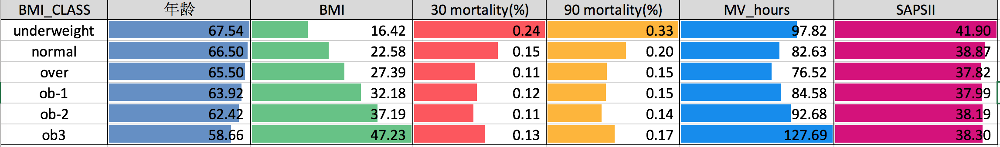 BMI_CLASS 年龄 BMI 30 mortality(%) 90 mortality(%) MV_hours SAPSII
underweight 67.54 16.42 0.24 0.33 97.82 41.90
normal 66.50 22.58 0.15 0.20 82.63 38.87
over 65.50 27.39 0.11 0.15 76.52 37.82
ob-1 63.92 32.18 0.12 0.15 84.58 37.99
ob-2 62.42 37.19 0.11 0.14 92.68 38.19
ob3 58.66 47.23 0.13 0.17 127.69 38.30